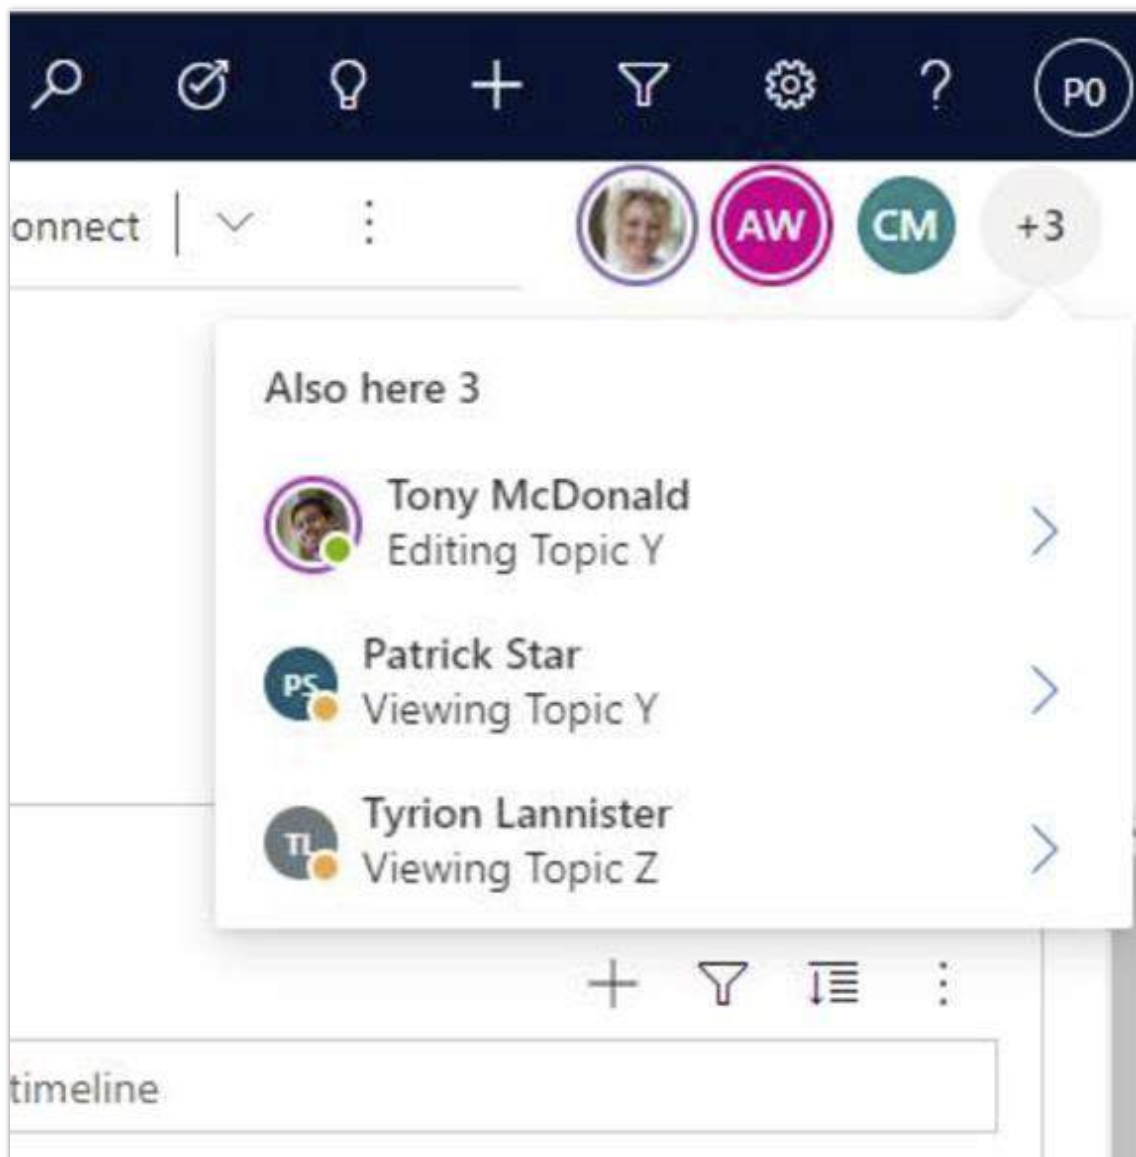 P0
onnect
AW
CM
+3
Also here 3
Tony McDonald
Editing Topic Y
PS
Patrick Star
Viewing Topic Y
TL
Tyrion Lannister
Viewing Topic Z
timeline